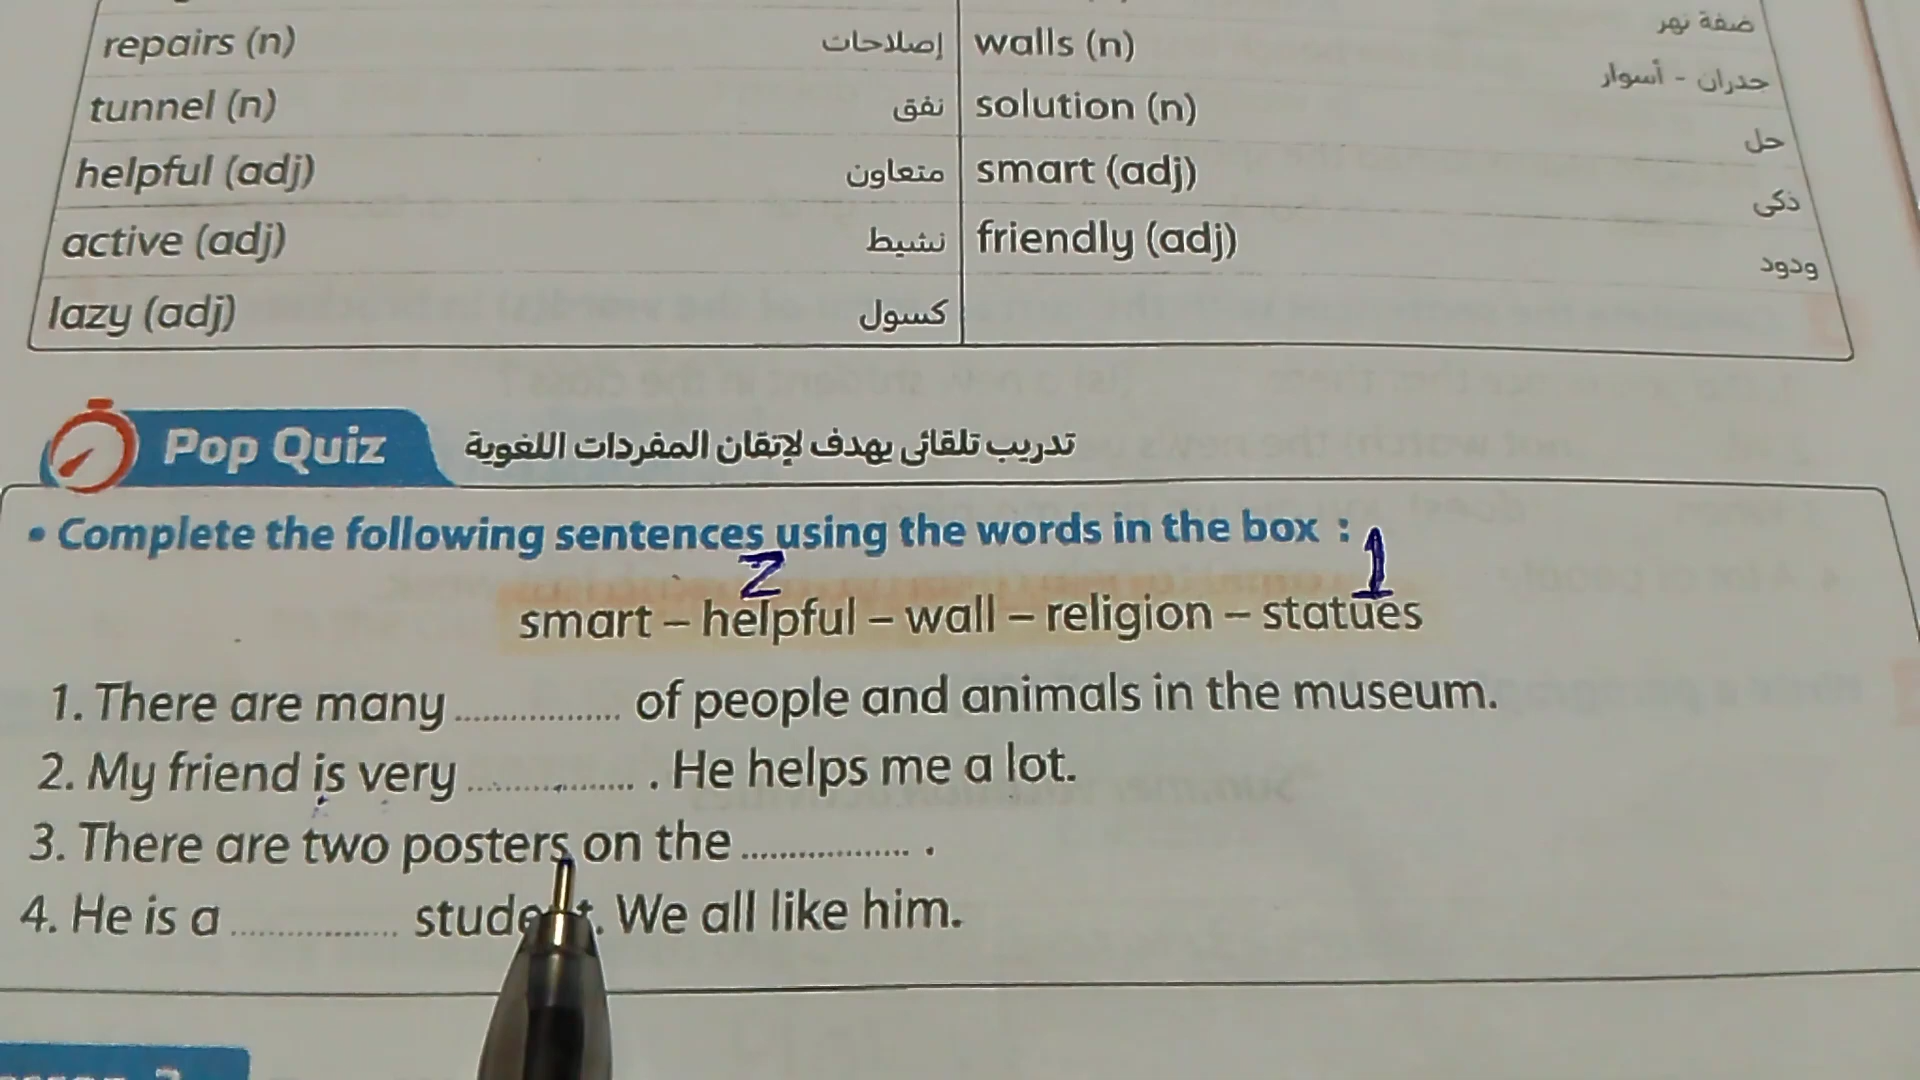 ضفة نهر
repairs (n) إصلاحات walls (n) جدران - أسوار
tunnel (n) نفق solution (n) حل
helpful (adj) متعاون smart (adj) ذكى
active (adj) نشيط friendly (adj) ودود
lazy (adj) كسول
Pop Quiz تدريب تلقائى يهدف لإتقان المفردات اللغوية
• Complete the following sentences using the words in the box :
2 1
smart – helpful – wall – religion – statues
1. There are many ................. of people and animals in the museum.
2. My friend is very ................. . He helps me a lot.
3. There are two posters on the ................. .
4. He is a ................. student. We all like him.